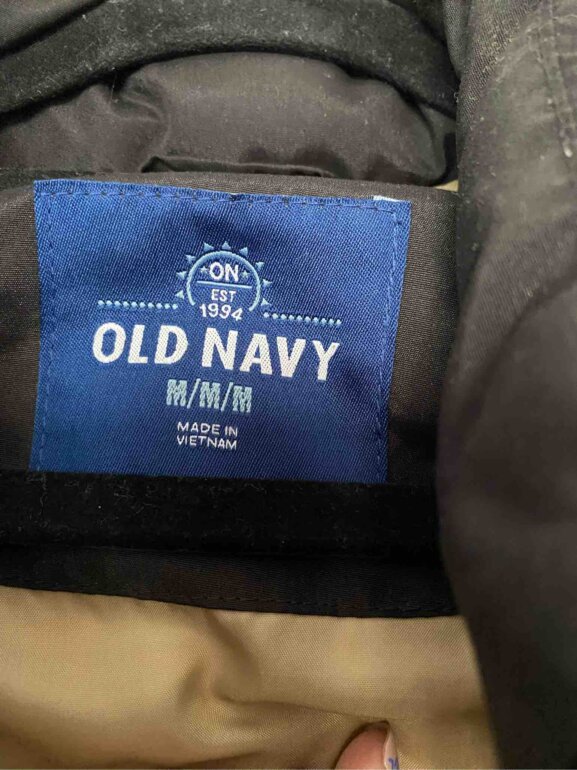 ON
EST
1994
OLD NAVY
M/M/M
MADE IN
VIETNAM